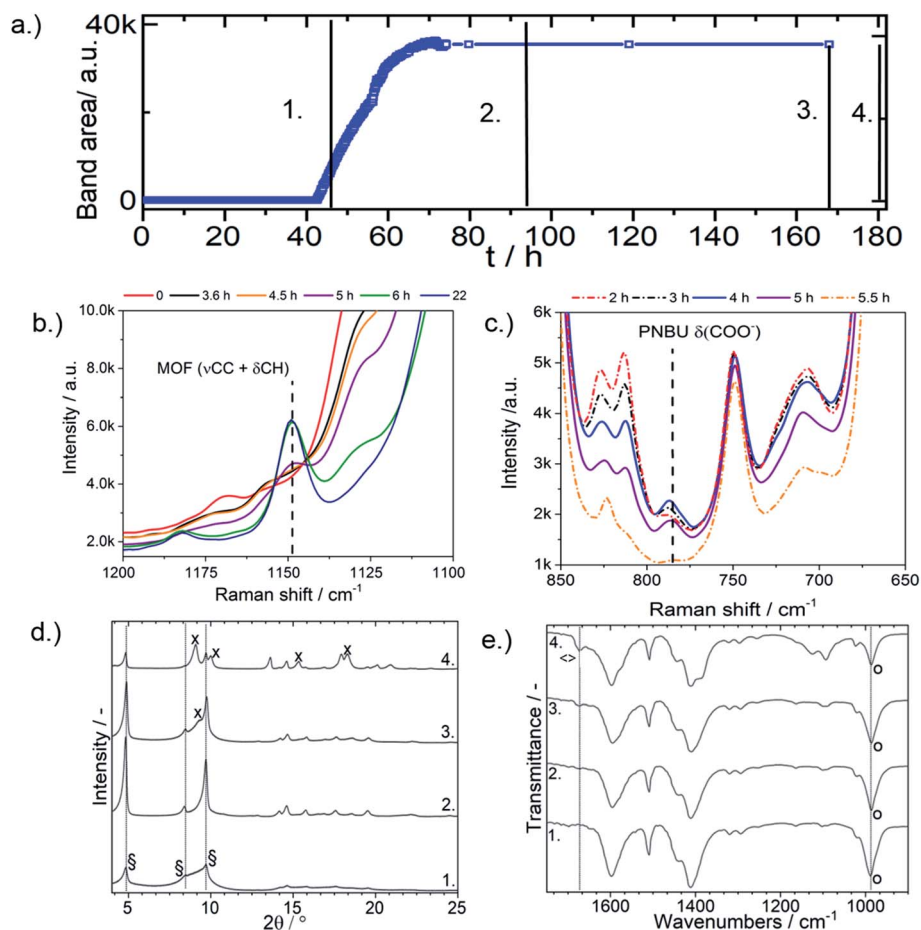 a.)
40k
0
Band area/ a.u.
1.
2.
3.
4.
0 20 40 60 80 100 120 140 160 180
t / h
0 3.6 h 4.5 h 5 h 6 h 22
b.)
10.0k
8.0k
6.0k
4.0k
2.0k
Intensity / a.u.
MOF (νCC + δCH)
1200 1175 1150 1125 1100
Raman shift / cm-1
2 h 3 h 4 h 5 h 5.5 h
c.)
6k
5k
4k
3k
2k
1k
Intensity /a.u.
PNBU δ(COO-)
850 800 750 700 650
Raman shift / cm-1
d.)
Intensity / -
x
x
x
x
4.
x
3.
2.
§
§
§
1.
5 10 15 20 25
2θ / °
e.)
Transmittance / -
4.
<>
o
3.
o
2.
o
1.
o
1600 1400 1200 1000
Wavenumbers / cm-1